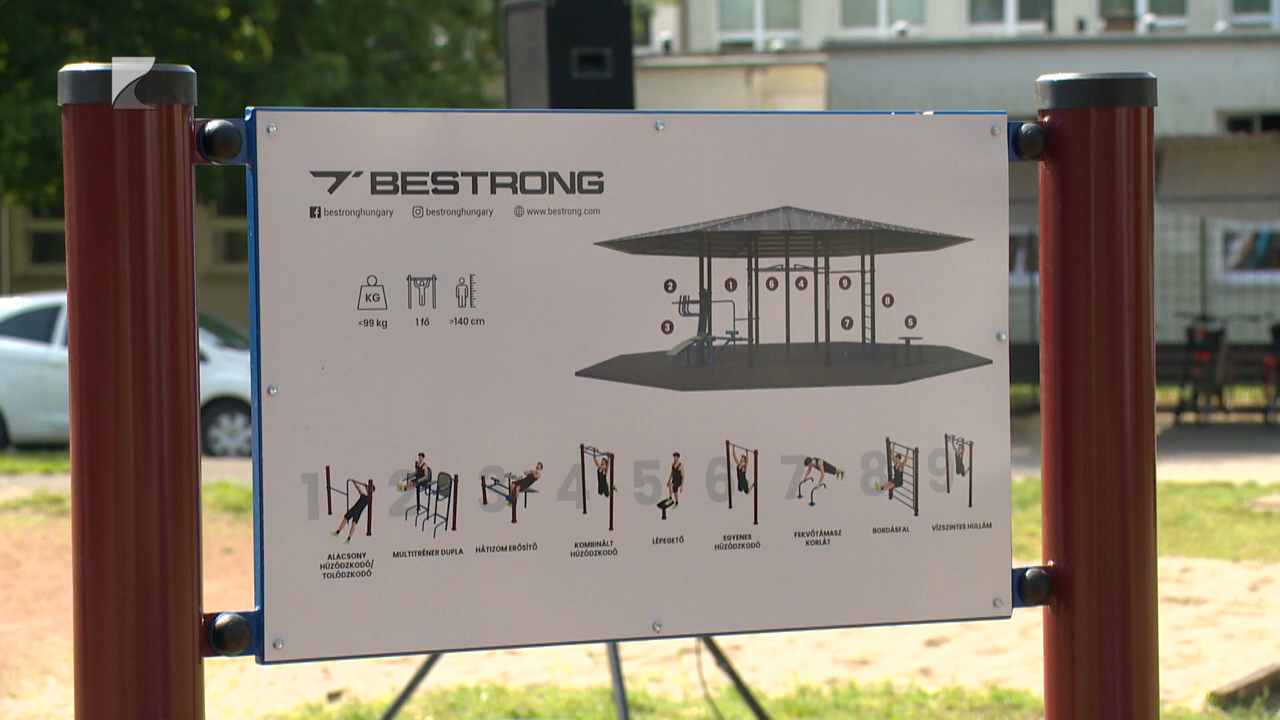 BESTRONG
bestronghungary bestronghungary www.bestrong.com
KG
<99 kg 1 fő >140 cm
2 1 6 4 9 8
3 7 5
1 2 3 4 5 6 7 8 9
ALACSONY
HÚZÓDZKODÓ/
TOLÓDZKODÓ
MULTITRÉNER DUPLA
HÁTIZOM ERŐSÍTŐ
KOMBINÁLT
HÚZÓDZKODÓ
LÉPEGETŐ
EGYENES
HÚZÓDZKODÓ
FEKVŐTÁMASZ
KORLÁT
BORDÁSFAL
VÍZSZINTES HULLÁM